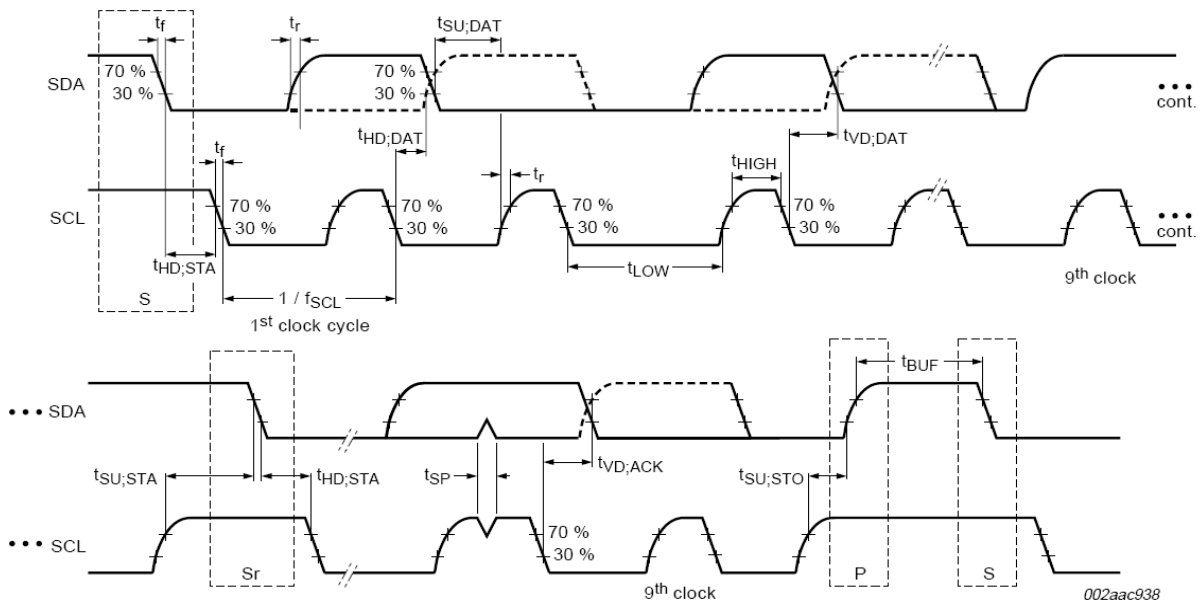 tf
tr
tSU;DAT
SDA
70 %
30 %
70 %
30 %
cont.
tHD;DAT
tVD;DAT
tf
tr
tHIGH
SCL
70 %
30 %
70 %
30 %
70 %
30 %
70 %
30 %
cont.
tHD;STA
tLOW
9th clock
S
1 / fSCL
1st clock cycle
tBUF
SDA
tSU;STA
tHD;STA
tSP
tVD;ACK
tSU;STO
SCL
70 %
30 %
Sr
9th clock
P
S
002aac938